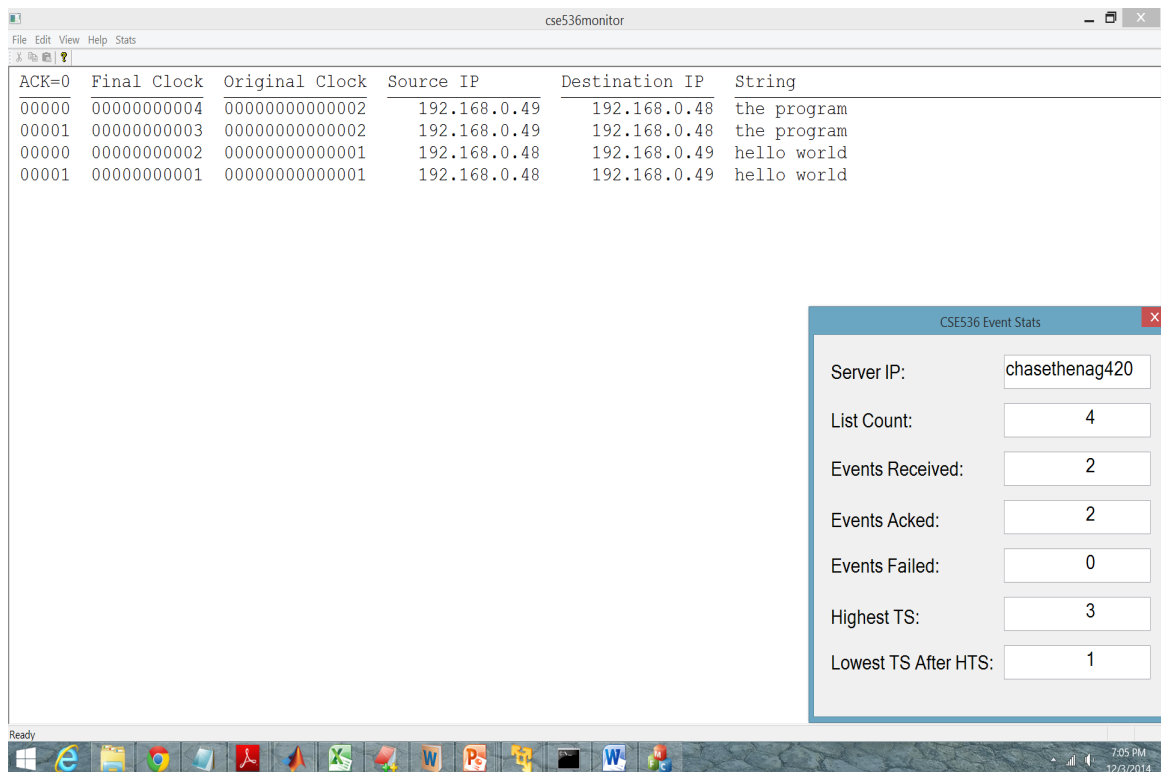 cse536monitor
File Edit View Help Stats
ACK=0 Final Clock Original Clock Source IP Destination IP String
00000 00000000004 00000000000002 192.168.0.49 192.168.0.48 the program
00001 00000000003 00000000000002 192.168.0.49 192.168.0.48 the program
00000 00000000002 00000000000001 192.168.0.48 192.168.0.49 hello world
00001 00000000001 00000000000001 192.168.0.48 192.168.0.49 hello world
CSE536 Event Stats
Server IP: chasethenag420
List Count: 4
Events Received: 2
Events Acked: 2
Events Failed: 0
Highest TS: 3
Lowest TS After HTS: 1
Ready
7:05 PM
12/3/2014